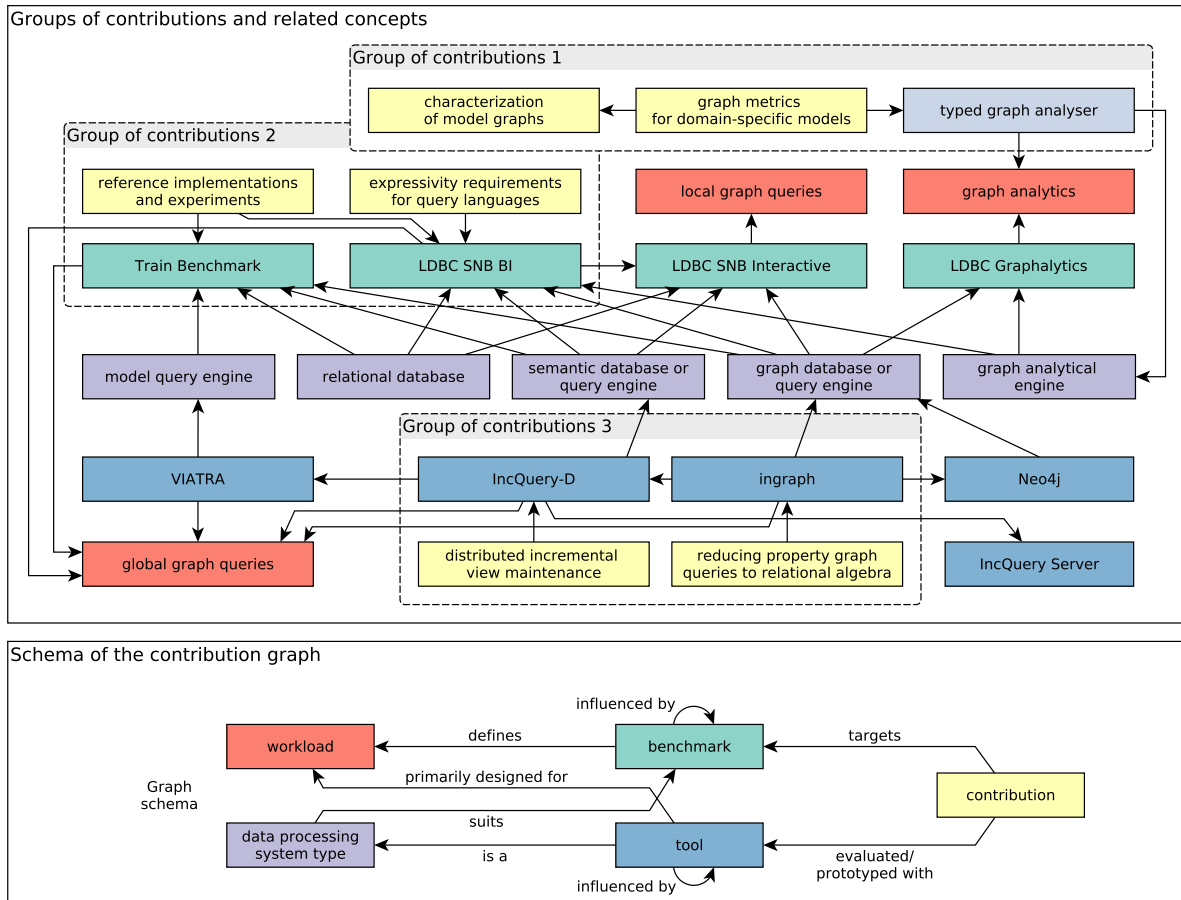 Groups of contributions and related concepts
Group of contributions 1
characterization
of model graphs
graph metrics
for domain-specific models
typed graph analyser
Group of contributions 2
reference implementations
and experiments
expressivity requirements
for query languages
local graph queries
graph analytics
Train Benchmark
LDBC SNB BI
LDBC SNB Interactive
LDBC Graphalytics
model query engine
relational database
semantic database or
query engine
graph database or
query engine
graph analytical
engine
Group of contributions 3
VIATRA
IncQuery-D
ingraph
Neo4j
global graph queries
distributed incremental
view maintenance
reducing property graph
queries to relational algebra
IncQuery Server
Schema of the contribution graph
influenced by
workload
defines
benchmark
targets
primarily designed for
Graph
schema
contribution
suits
data processing
system type
is a
tool
evaluated/
prototyped with
influenced by